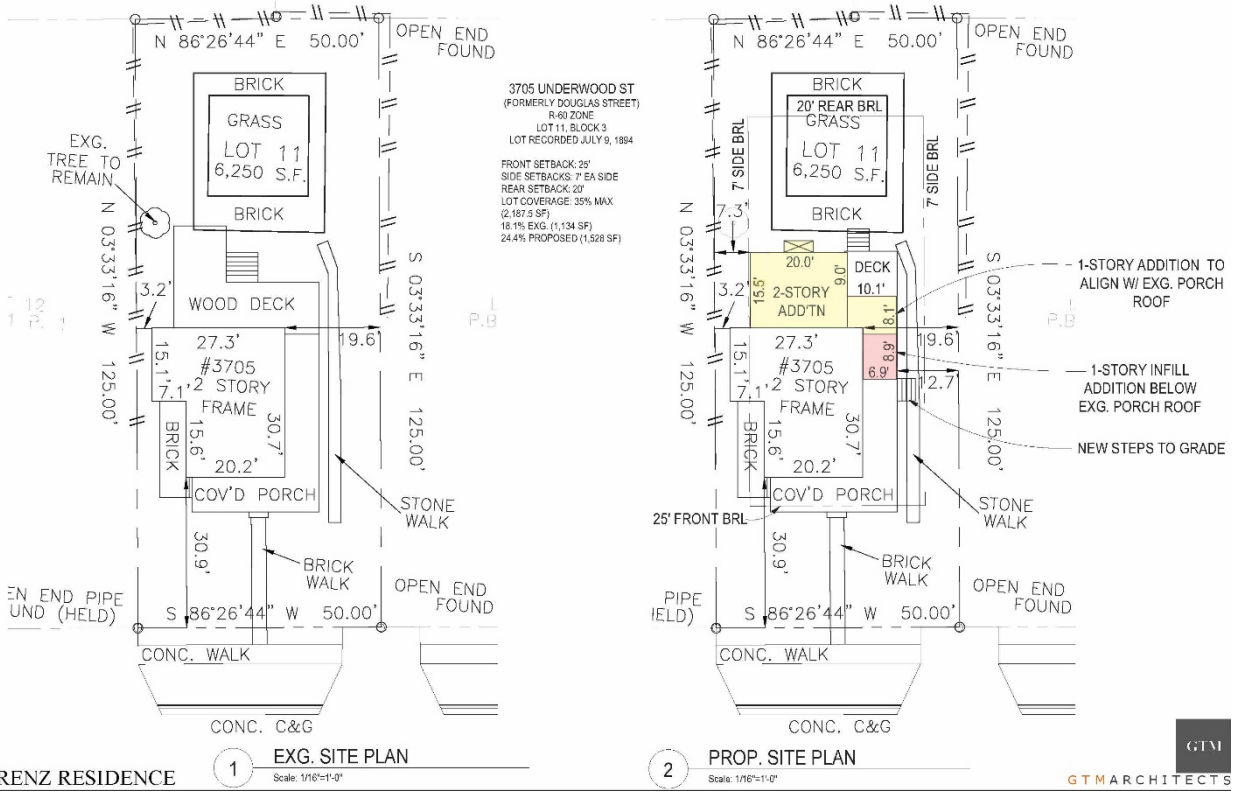 N 86°26'44" E 50.00'
OPEN END
FOUND
BRICK
GRASS
LOT 11
6,250 S.F.
BRICK
EXG.
TREE TO
REMAIN
N 03°33'16" W 125.00'
S 03°33'16" E 125.00'
3.2'
WOOD DECK
19.6'
27.3'
#3705
2 STORY
FRAME
15.1'
7.1'
BRICK
15.6'
30.7'
20.2'
COV'D PORCH
STONE
WALK
30.9'
BRICK
WALK
OPEN END
FOUND
EN END PIPE
UND (HELD)
S 86°26'44" W 50.00'
CONC. WALK
CONC. C&G
1
EXG. SITE PLAN
Scale: 1/16"=1'-0"
RENZ RESIDENCE
3705 UNDERWOOD ST
(FORMERLY DOUGLAS STREET)
R-60 ZONE
LOT 11, BLOCK 3
LOT RECORDED JULY 9, 1894
FRONT SETBACK: 25'
SIDE SETBACKS: 7' EA SIDE
REAR SETBACK: 20'
LOT COVERAGE: 35% MAX
(2,187.5 SF)
18.1% EXG. (1,134 SF)
24.4% PROPOSED (1,528 SF)
N 86°26'44" E 50.00'
OPEN END
FOUND
BRICK
20' REAR BRL
GRASS
LOT 11
6,250 S.F.
BRICK
7' SIDE BRL
7' SIDE BRL
7.3'
N 03°33'16" W 125.00'
S 03°33'16" E 125.00'
20.0'
15.5'
2-STORY
ADD'TN
9.0'
DECK
10.1'
8.1'
3.2'
19.6'
27.3'
#3705
2 STORY
FRAME
15.1'
7.1'
8.9'
6.9'
12.7'
BRICK
15.6'
30.7'
20.2'
COV'D PORCH
25' FRONT BRL
30.9'
1-STORY ADDITION TO
ALIGN W/ EXG. PORCH
ROOF
1-STORY INFILL
ADDITION BELOW
EXG. PORCH ROOF
NEW STEPS TO GRADE
STONE
WALK
BRICK
WALK
OPEN END
FOUND
PIPE
S 86°26'44" W 50.00'
CONC. WALK
CONC. C&G
2
PROP. SITE PLAN
Scale: 1/16"=1'-0"
GTM
GTMARCHITECTS